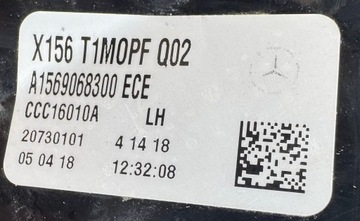 X156 T1MOPF Q02
A1569068300 ECE
CCC16010A LH
20730101 4 14 18
05 04 18 12:32:08